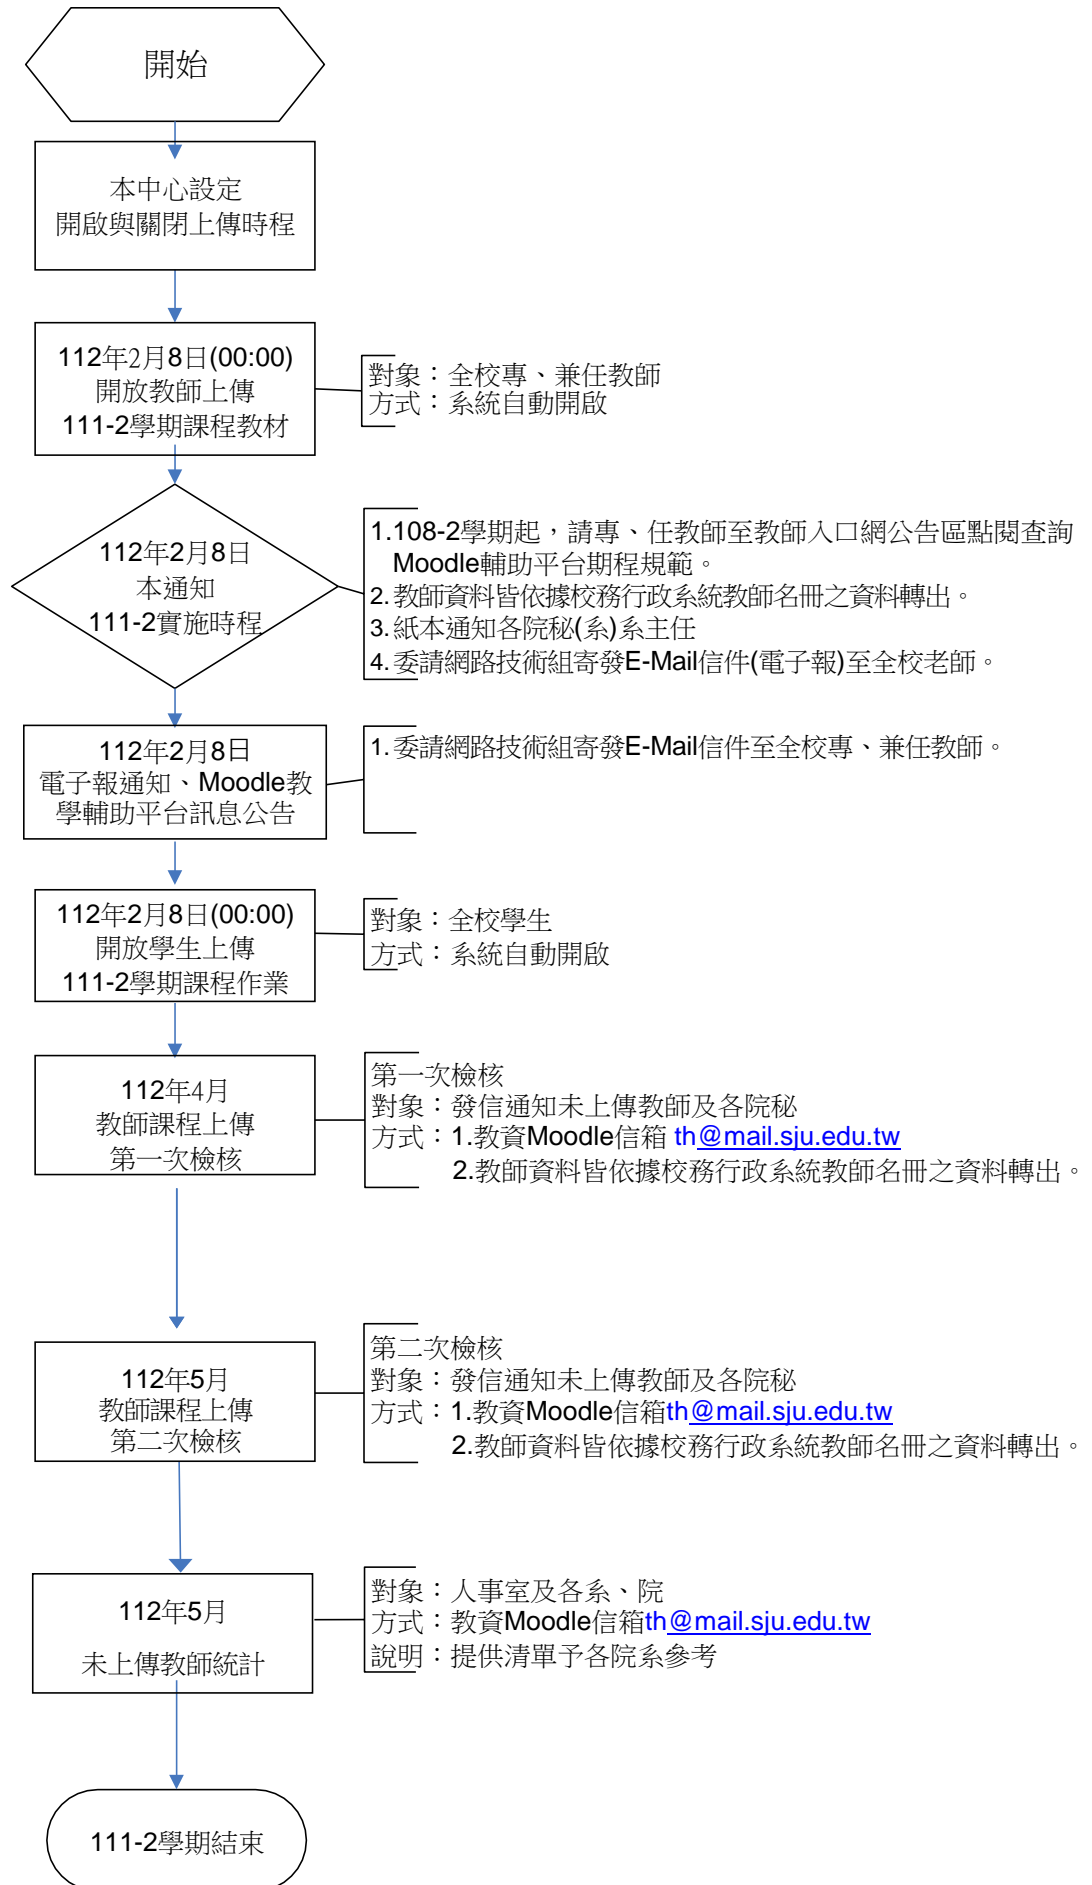 開始
本中心設定
開啟與關閉上傳時程
112年2月8日(00:00)
開放教師上傳
111-2學期課程教材
對象：全校專、兼任教師
方式：系統自動開啟
112年2月8日
本通知
111-2實施時程
1.108-2學期起，請專、任教師至教師入口網公告區點閱查詢
Moodle輔助平台期程規範。
2.教師資料皆依據校務行政系統教師名冊之資料轉出。
3.紙本通知各院秘(系)系主任
4.委請網路技術組寄發E-Mail信件(電子報)至全校老師。
112年2月8日
電子報通知、Moodle教
學輔助平台訊息公告
1.委請網路技術組寄發E-Mail信件至全校專、兼任教師。
112年2月8日(00:00)
開放學生上傳
111-2學期課程作業
對象：全校學生
方式：系統自動開啟
112年4月
教師課程上傳
第一次檢核
第一次檢核
對象：發信通知未上傳教師及各院秘
方式：1.教資Moodle信箱 th@mail.sju.edu.tw
2.教師資料皆依據校務行政系統教師名冊之資料轉出。
112年5月
教師課程上傳
第二次檢核
第二次檢核
對象：發信通知未上傳教師及各院秘
方式：1.教資Moodle信箱th@mail.sju.edu.tw
2.教師資料皆依據校務行政系統教師名冊之資料轉出。
112年5月
未上傳教師統計
對象：人事室及各系、院
方式：教資Moodle信箱th@mail.sju.edu.tw
說明：提供清單予各院系參考
111-2學期結束